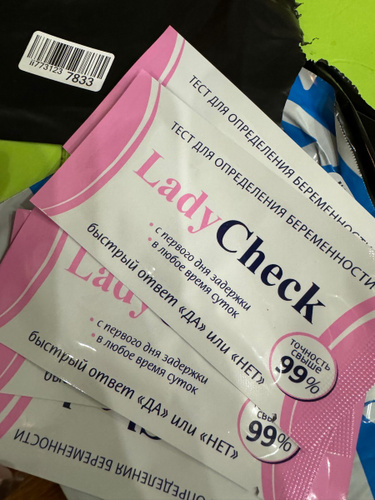 8773123 7833
ТЕСТ ДЛЯ ОПРЕДЕЛЕНИЯ БЕРЕМЕННОСТИ
ТЕСТ ДЛЯ ОПРЕДЕЛЕНИЯ БЕРЕМЕННОСТИ
LadyCheck
• с первого дня задержки
• в любое время суток
быстрый ответ «ДА» или «НЕТ»
ТОЧНОСТЬ
СВЫШЕ
99%
Lady
• с первого дня задержки
• в любое время суток
быстрый ответ «ДА» или «НЕТ»
СВЫ
99%
ОПРЕДЕЛЕНИЯ БЕРЕМЕННОСТИ